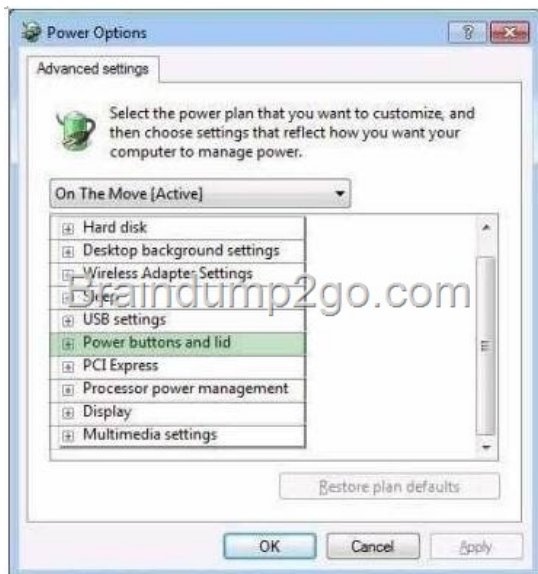 Power Options
Advanced settings
Select the power plan that you want to customize, and
then choose settings that reflect how you want your
computer to manage power.
On The Move [Active]
Hard disk
Desktop background settings
Wireless Adapter Settings
Sleep
Braindump2go.com
USB settings
Power buttons and lid
PCI Express
Processor power management
Display
Multimedia settings
Restore plan defaults
OK
Cancel
Apply